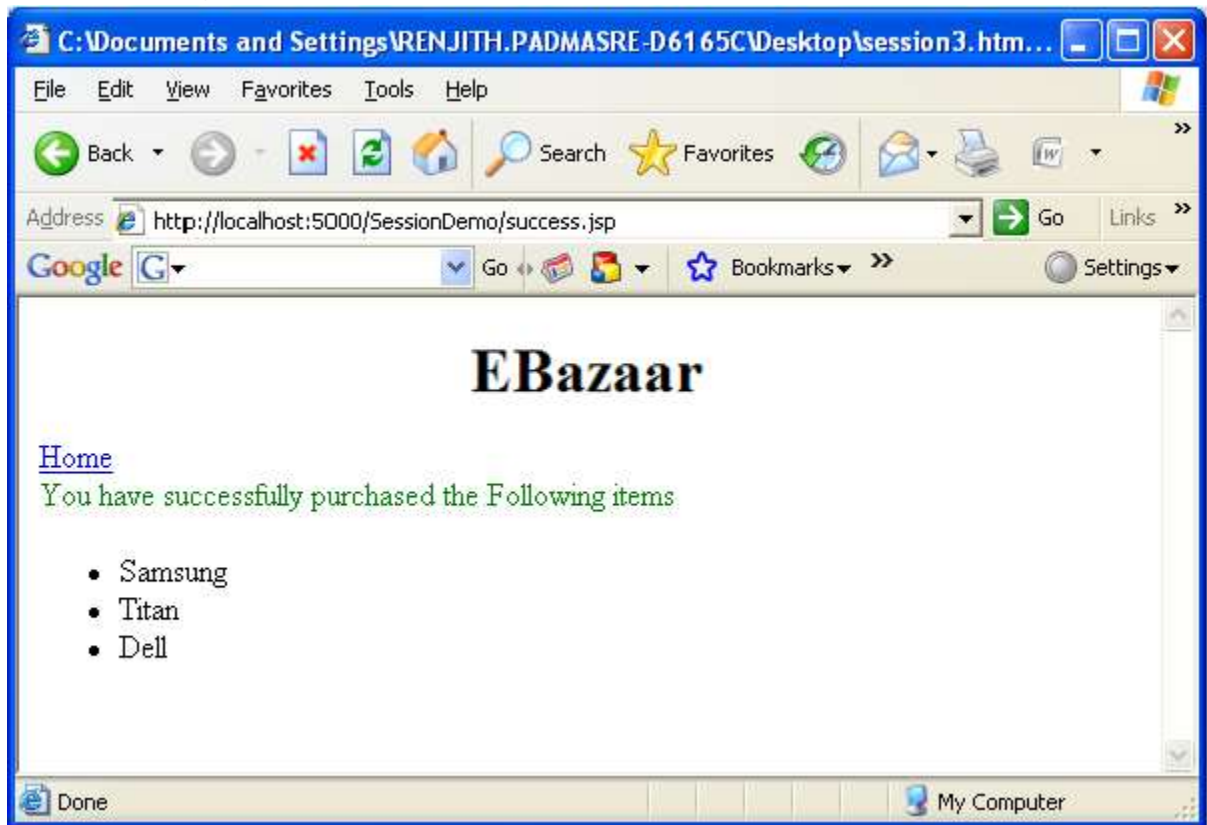 C:\Documents and Settings\RENJITH.PADMASRE-D6165C\Desktop\session3.htm...
File Edit View Favorites Tools Help
Back Search Favorites W »
Address http://localhost:5000/SessionDemo/success.jsp Go Links »
Google G Go Bookmarks » Settings
EBazaar
Home
You have successfully purchased the Following items
• Samsung
• Titan
• Dell
Done My Computer